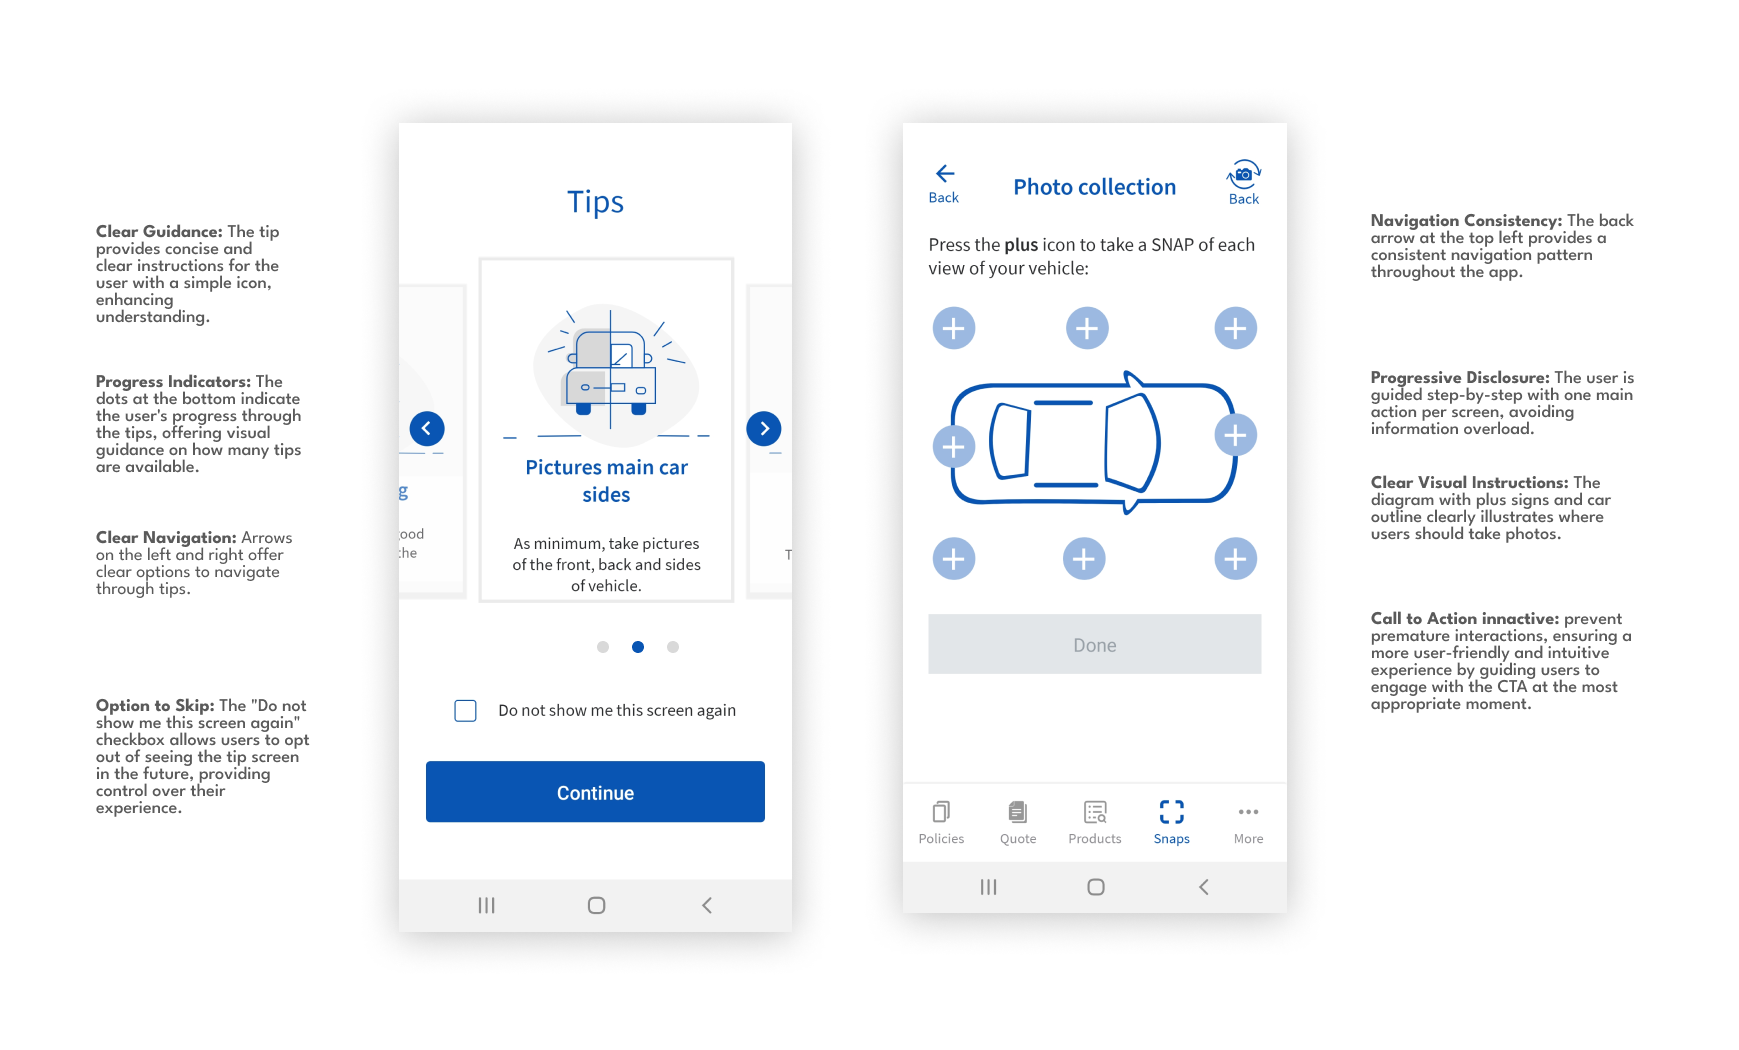 Clear Guidance: The tip
provides concise and
clear instructions for the
user with a simple icon,
enhancing
understanding.
Progress Indicators: The
dots at the bottom indicate
the user's progress through
the tips, offering visual
guidance on how many tips
are available.
Clear Navigation: Arrows
on the left and right offer
clear options to navigate
through tips.
Option to Skip: The "Do not
show me this screen again"
checkbox allows users to opt
out of seeing the tip screen
in the future, providing
control over their
experience.
Tips
g
ood
the
Pictures main car
sides
As minimum, take pictures
of the front, back and sides
of vehicle.
T
Do not show me this screen again
Continue
Back
Photo collection
Back
Press the plus icon to take a SNAP of each
view of your vehicle:
Done
Policies
Quote
Products
Snaps
More
Navigation Consistency: The back
arrow at the top left provides a
consistent navigation pattern
throughout the app.
Progressive Disclosure: The user is
guided step-by-step with one main
action per screen, avoiding
information overload.
Clear Visual Instructions: The
diagram with plus signs and car
outline clearly illustrates where
users should take photos.
Call to Action innactive: prevent
premature interactions, ensuring a
more user-friendly and intuitive
experience by guiding users to
engage with the CTA at the most
appropriate moment.